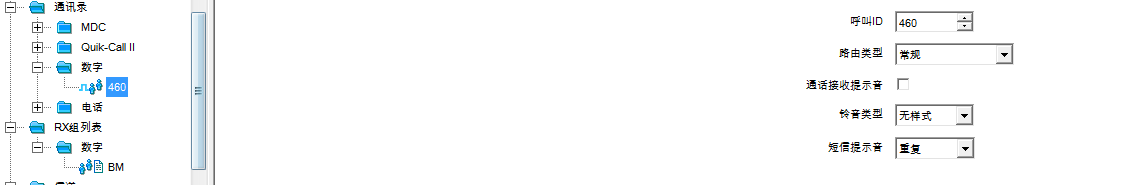 通讯录
MDC
Quik-Call II
数字
460
电话
RX组列表
数字
BM
呼叫ID 460
路由类型 常规
通话接收提示音
铃音类型 无样式
短信提示音 重复